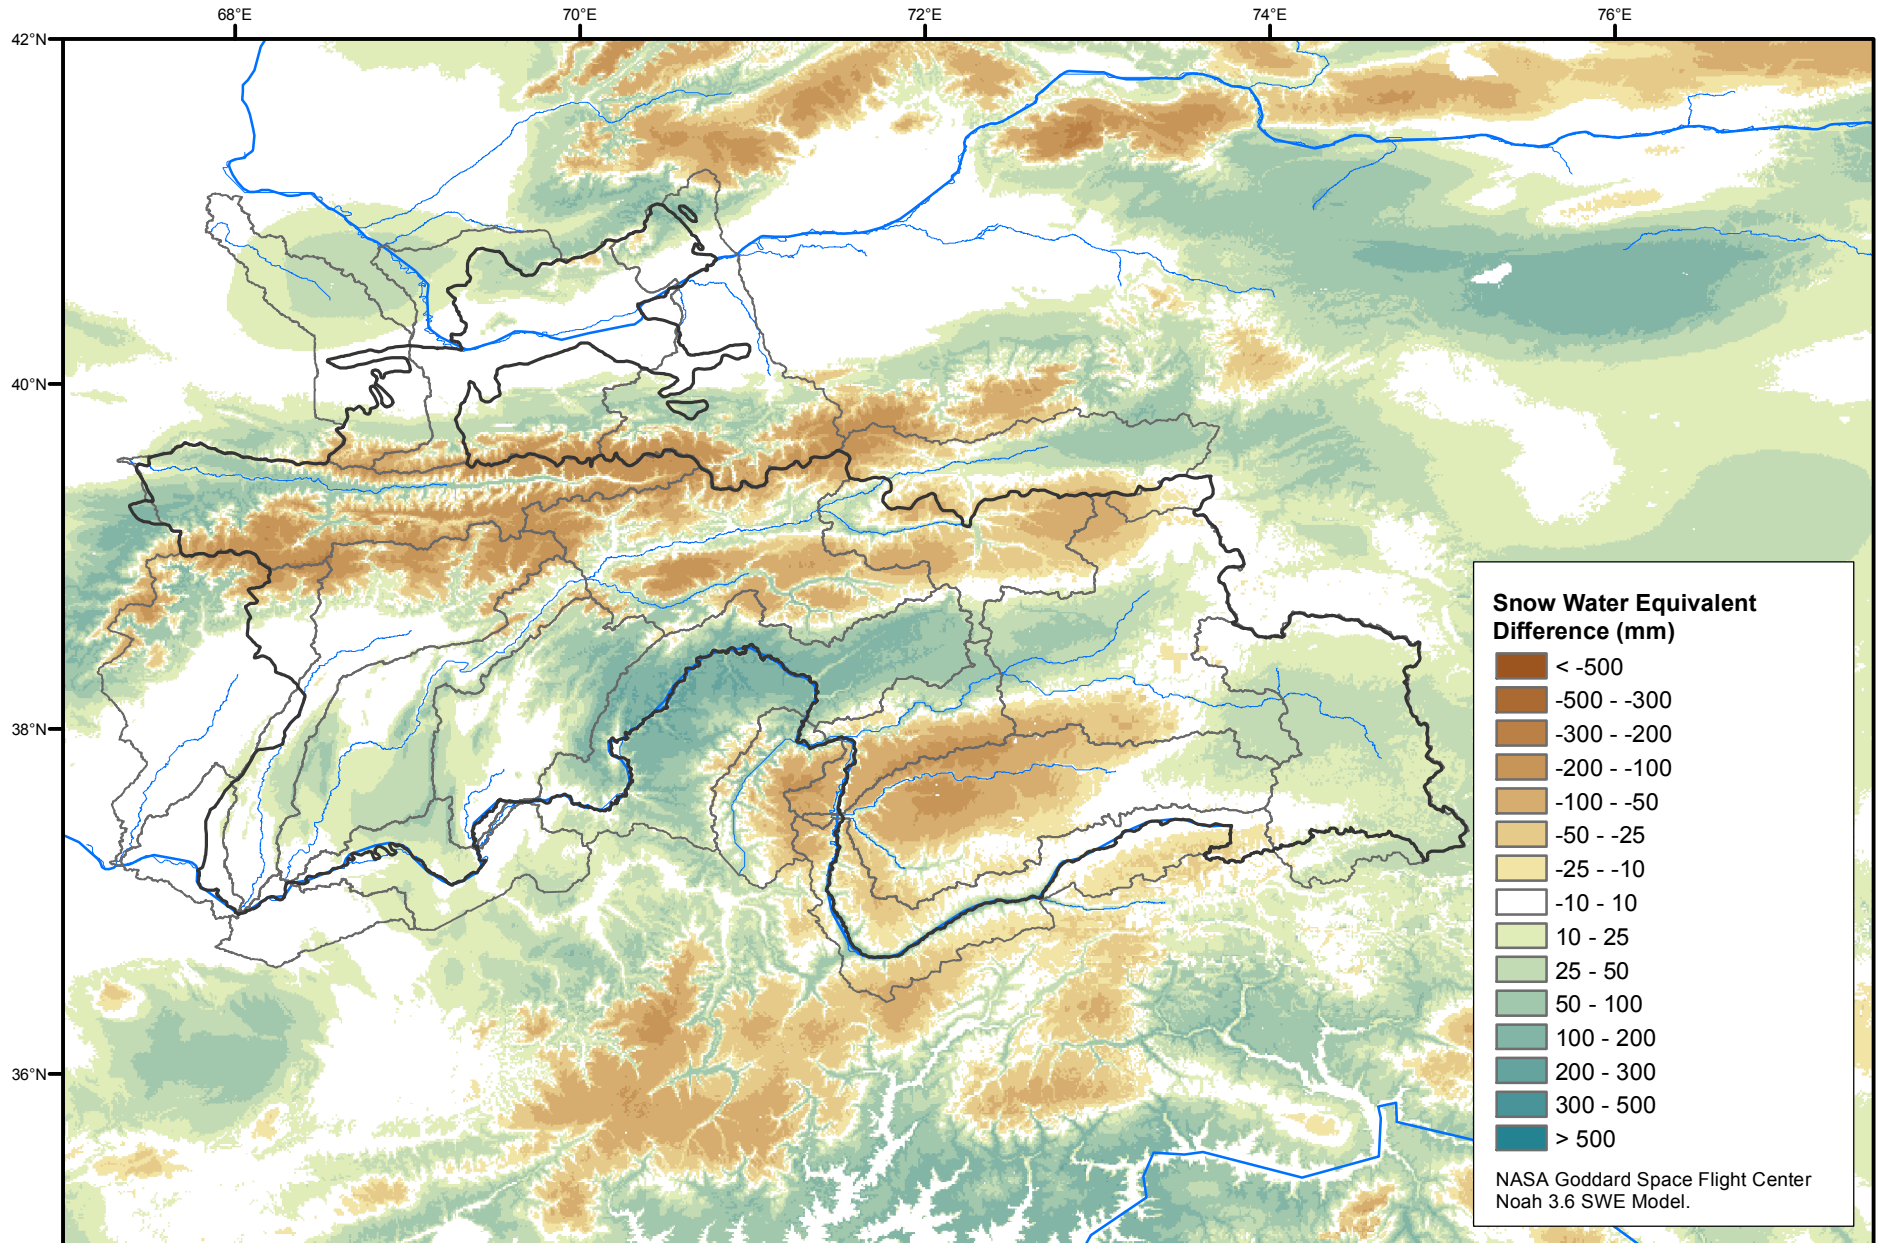 68°E 70°E 72°E 74°E 76°E
42°N
40°N
38°N
36°N
Snow Water Equivalent
Difference (mm)
< -500
-500 - -300
-300 - -200
-200 - -100
-100 - -50
-50 - -25
-25 - -10
-10 - 10
10 - 25
25 - 50
50 - 100
100 - 200
200 - 300
300 - 500
> 500
NASA Goddard Space Flight Center
Noah 3.6 SWE Model.